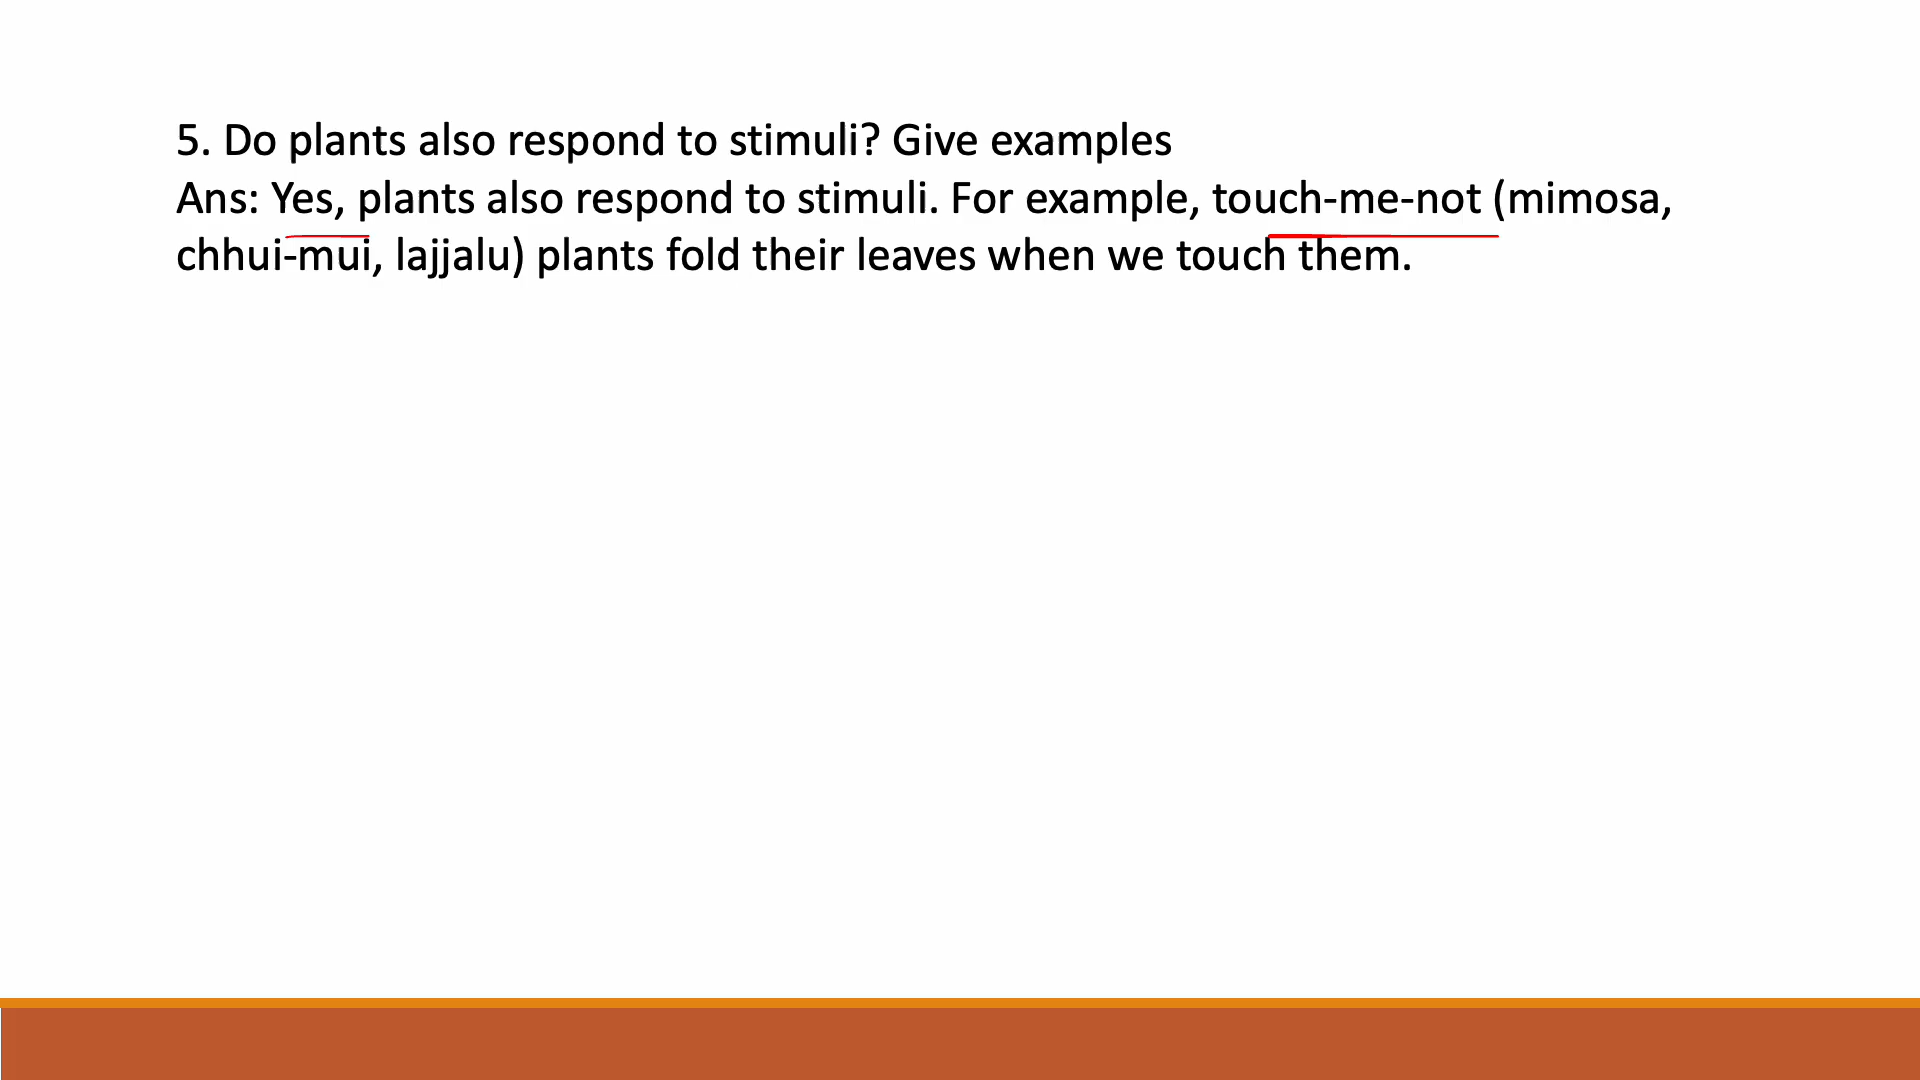 5. Do plants also respond to stimuli? Give examples
Ans: Yes, plants also respond to stimuli. For example, touch-me-not (mimosa,
chhui-mui, lajjalu) plants fold their leaves when we touch them.